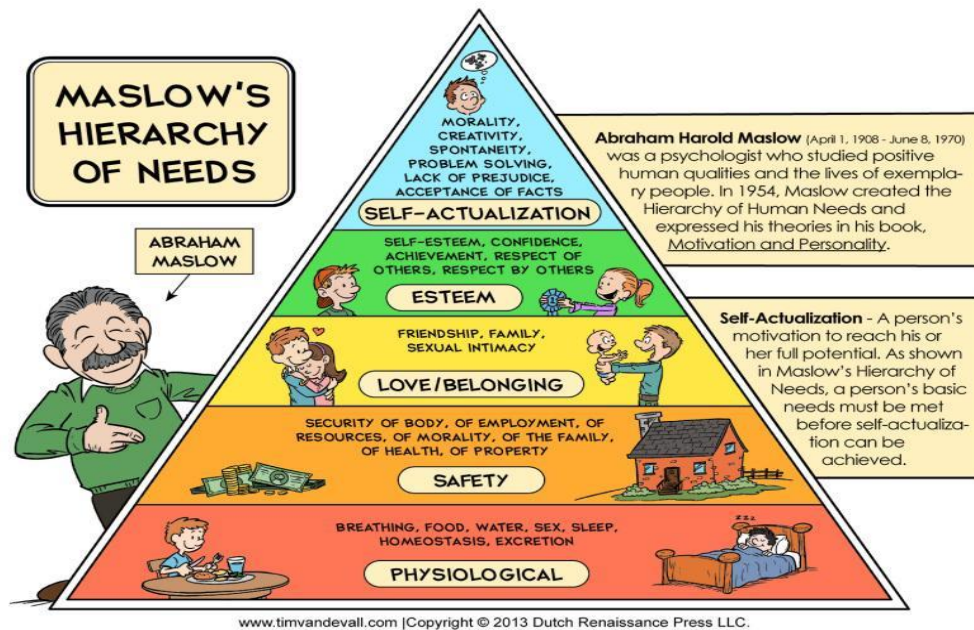 MASLOW'S
HIERARCHY
OF NEEDS
ABRAHAM
MASLOW
MORALITY,
CREATIVITY,
SPONTANEITY,
PROBLEM SOLVING,
LACK OF PREJUDICE,
ACCEPTANCE OF FACTS
SELF-ACTUALIZATION
SELF-ESTEEM, CONFIDENCE,
ACHIEVEMENT, RESPECT OF
OTHERS, RESPECT BY OTHERS
ESTEEM
1
FRIENDSHIP, FAMILY,
SEXUAL INTIMACY
LOVE/BELONGING
SECURITY OF BODY, OF EMPLOYMENT, OF
RESOURCES, OF MORALITY, OF THE FAMILY,
OF HEALTH, OF PROPERTY
SAFETY
BREATHING, FOOD, WATER, SEX, SLEEP,
HOMEOSTASIS, EXCRETION
PHYSIOLOGICAL
zzz
Abraham Harold Maslow (April 1, 1908 - June 8, 1970)
was a psychologist who studied positive
human qualities and the lives of exempla-
ry people. In 1954, Maslow created the
Hierarchy of Human Needs and
expressed his theories in his book,
Motivation and Personality.
Self-Actualization - A person's
motivation to reach his or
her full potential. As shown
in Maslow's Hierarchy of
Needs, a person's basic
needs must be met
before self-actualiza-
tion can be
achieved.
www.timvandevall.com |Copyright © 2013 Dutch Renaissance Press LLC.